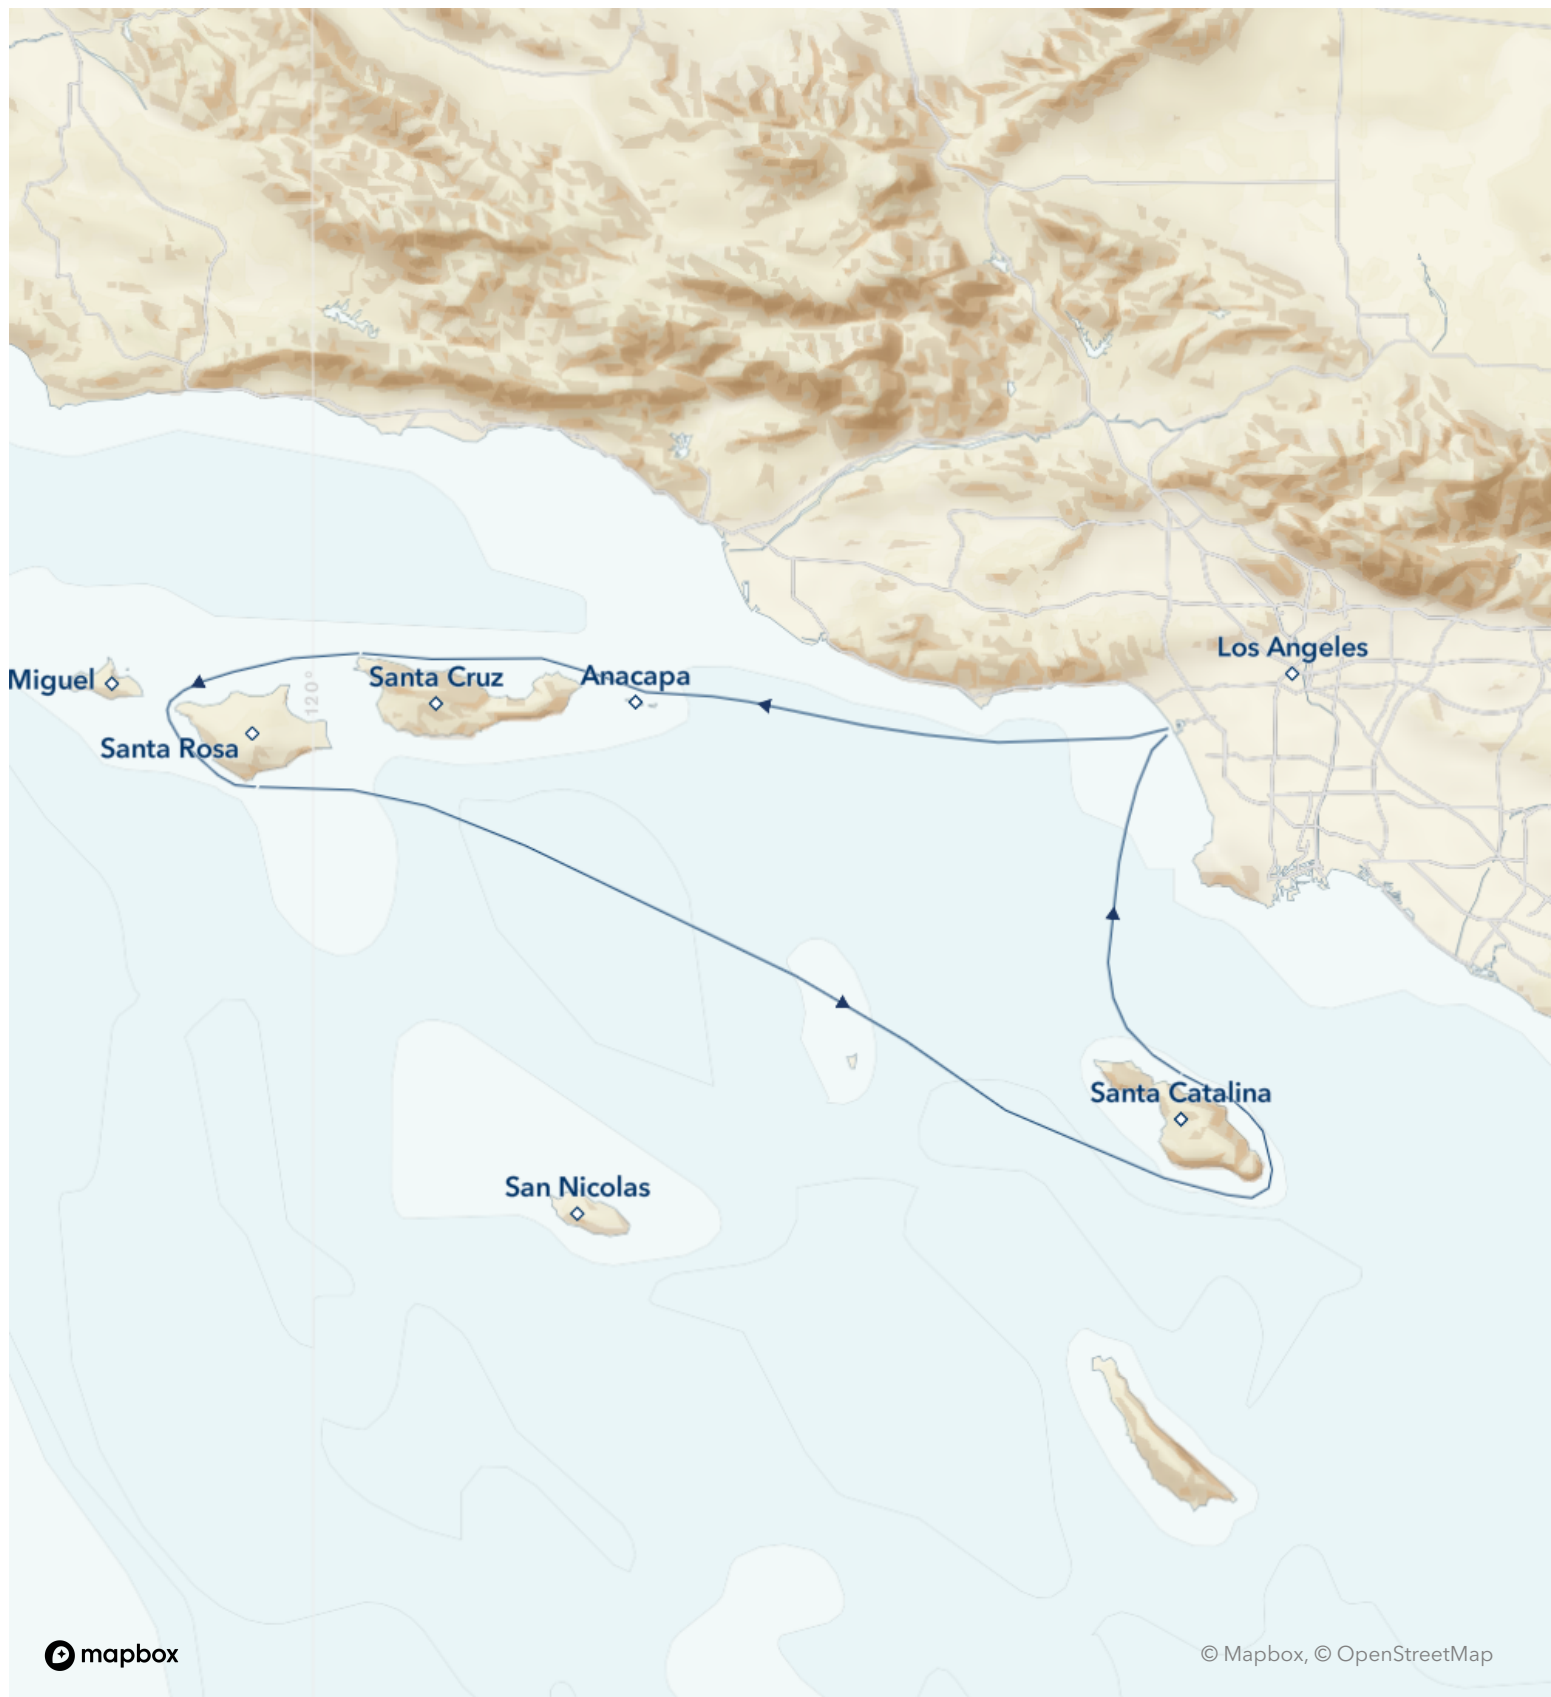 Los Angeles
Miguel
Santa Cruz
Anacapa
120°
Santa Rosa
Santa Catalina
San Nicolas
mapbox
© Mapbox, © OpenStreetMap